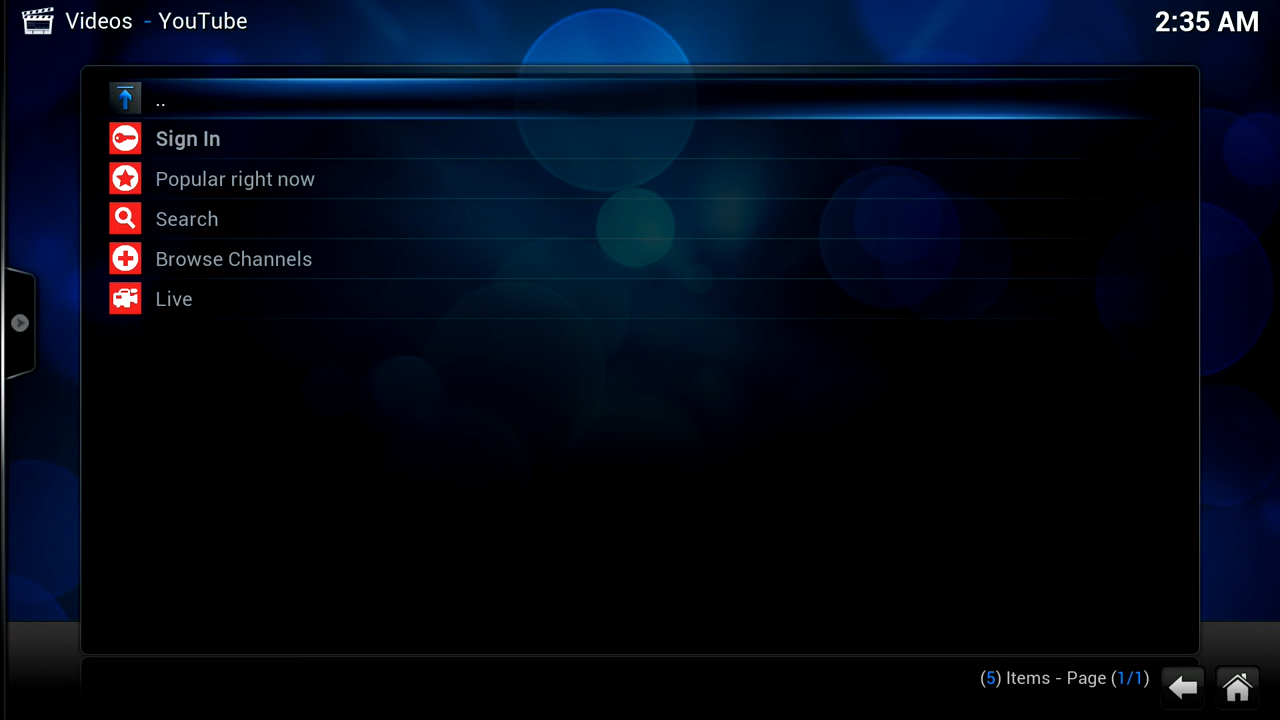 Videos - YouTube
2:35 AM
..
Sign In
Popular right now
Search
Browse Channels
Live
(5) Items - Page (1/1)